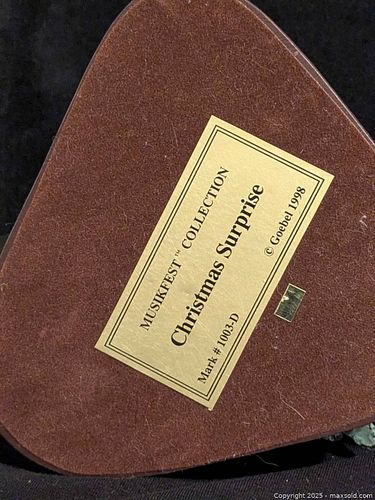 MUSIKFEST™ COLLECTION
Christmas Surprise
Mark # 1003-D
© Goebel 1998
Copyright 2025 - maxsold.com